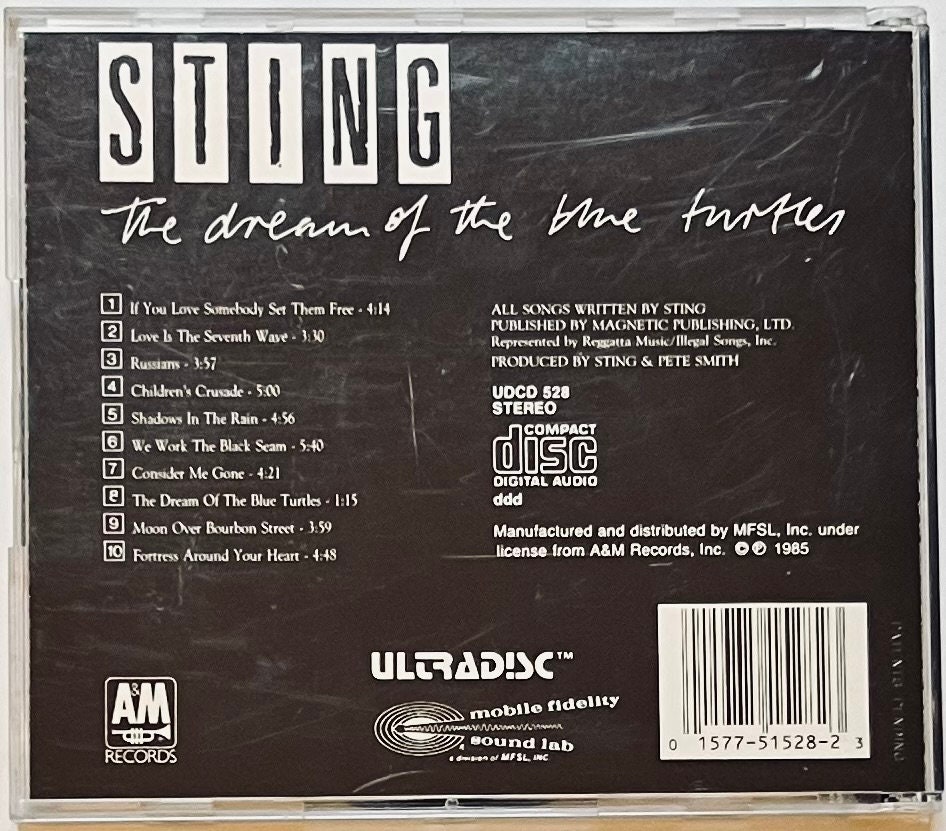 STING
The dream of the blue turtles
1 If You Love Somebody Set Them Free - 4:14
2 Love Is The Seventh Wave - 3:30
3 Russians - 3:57
4 Children's Crusade - 5:00
5 Shadows In The Rain - 4:56
6 We Work The Black Seam - 5:40
7 Consider Me Gone - 4:21
8 The Dream Of The Blue Turtles - 1:15
9 Moon Over Bourbon Street - 3:59
10 Fortress Around Your Heart - 4:48
ALL SONGS WRITTEN BY STING
PUBLISHED BY MAGNETIC PUBLISHING, LTD.
Represented by Reggatta Music/Illegal Songs, Inc.
PRODUCED BY STING & PETE SMITH
UDCD 528
STEREO
COMPACT
disc
DIGITAL AUDIO
ddd
Manufactured and distributed by MFSL, Inc. under
license from A&M Records, Inc. © ℗ 1985
A&M
RECORDS
ULTRADISC™
mobile fidelity
sound lab
a division of MFSL, INC.
0 1577-51528-2 3
PATENT PENDING